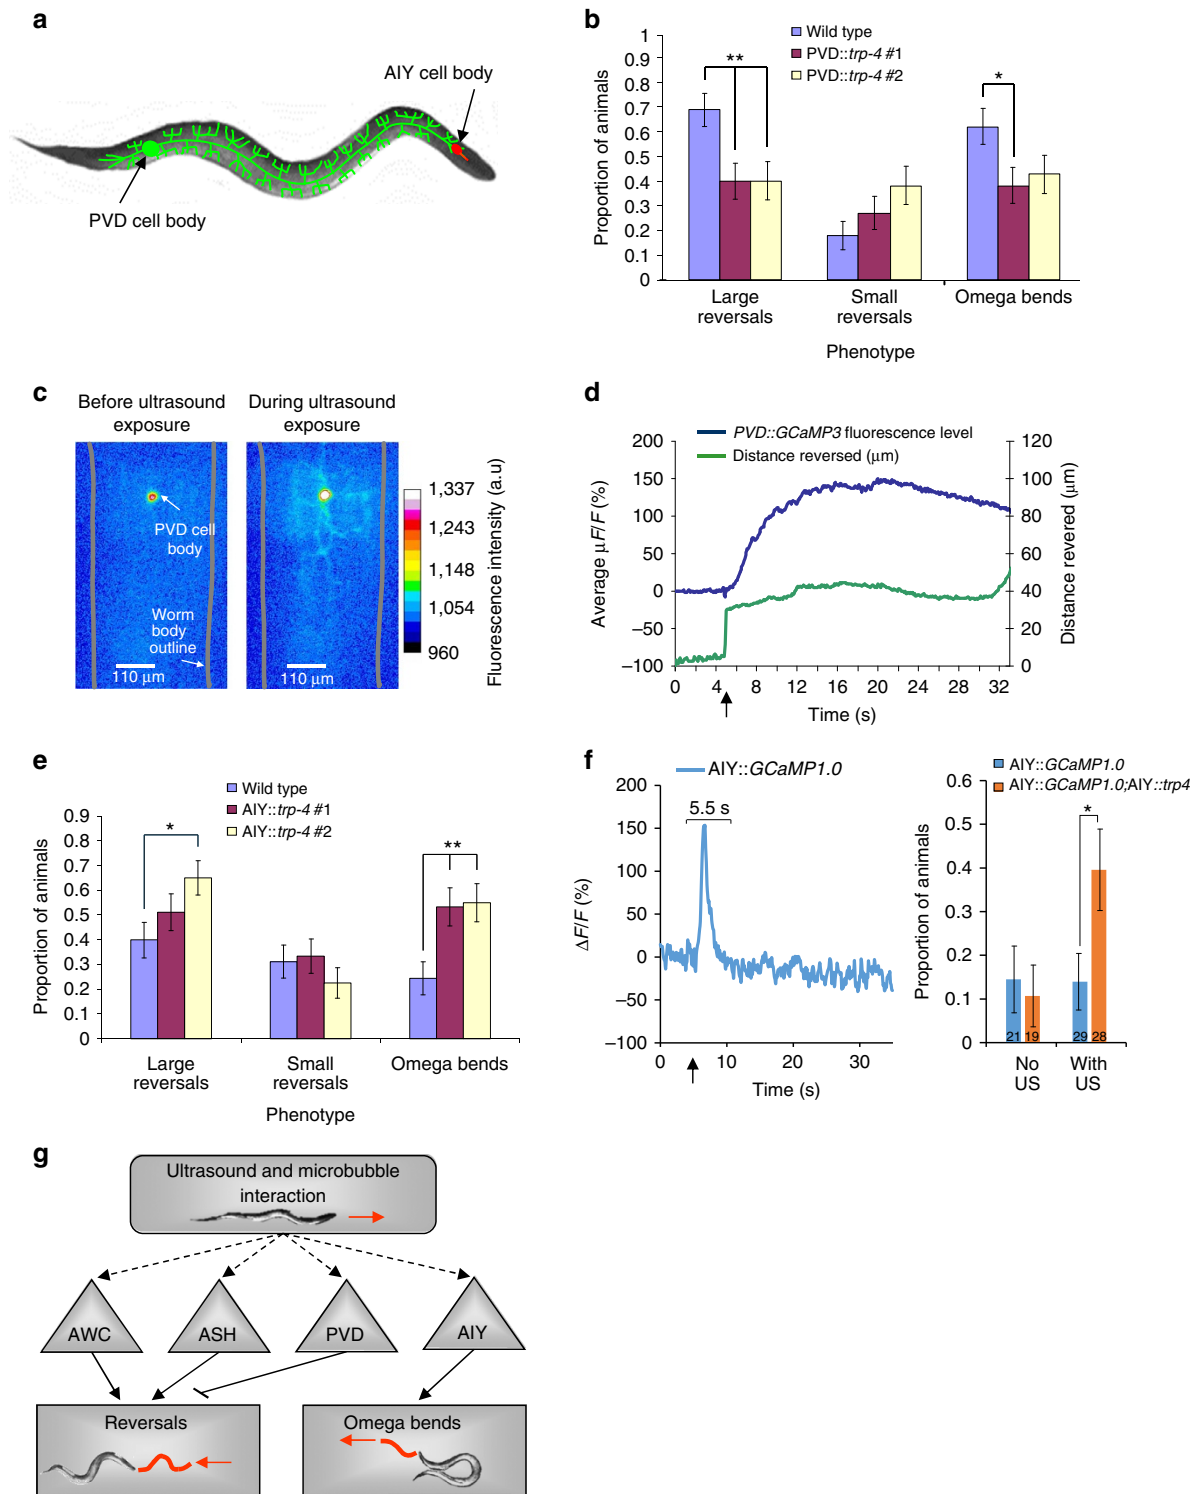 a
AIY cell body
PVD cell body
b
Wild type
PVD::trp-4 #1
PVD::trp-4 #2
Proportion of animals
1
0.9
0.8
0.7
0.6
0.5
0.4
0.3
0.2
0.1
0
**
*
Large reversals
Small reversals
Omega bends
Phenotype
c
Before ultrasound exposure
During ultrasound exposure
PVD cell body
Worm body outline
110 µm
110 µm
1,337
1,243
1,148
1,054
960
Fluorescence intensity (a.u)
d
PVD::GCaMP3 fluorescence level
Distance reversed (µm)
Average µF/F (%)
200
150
100
50
0
−50
−100
120
100
80
60
40
20
0
Distance revered (µm)
0 4 8 12 16 20 24 28 32
Time (s)
e
Wild type
AIY::trp-4 #1
AIY::trp-4 #2
Proportion of animals
0.9
0.8
0.7
0.6
0.5
0.4
0.3
0.2
0.1
0
*
**
Large reversals
Small reversals
Omega bends
Phenotype
f
AIY::GCaMP1.0
5.5 s
ΔF/F (%)
200
150
100
50
0
−50
−100
0 10 20 30
Time (s)
AIY::GCaMP1.0
AIY::GCaMP1.0;AIY::trp4
Proportion of animals
0.6
0.5
0.4
0.3
0.2
0.1
0
*
21 19 29 28
No US
With US
g
Ultrasound and microbubble interaction
AWC
ASH
PVD
AIY
Reversals
Omega bends